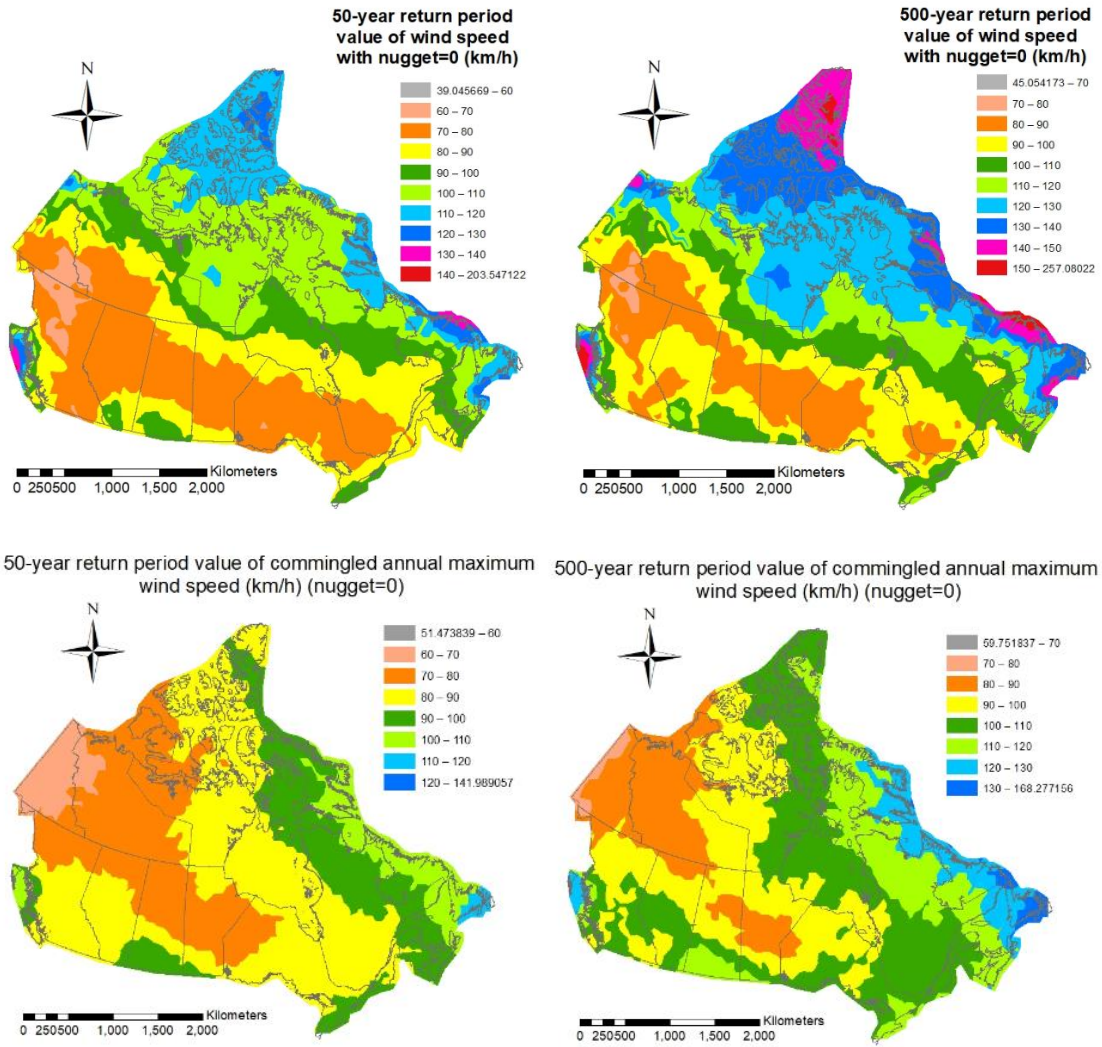 50-year return period
value of wind speed
with nugget=0 (km/h)
N
39.045669 – 60
60 – 70
70 – 80
80 – 90
90 – 100
100 – 110
110 – 120
120 – 130
130 – 140
140 – 203.547122
Kilometers
0 250500 1,000 1,500 2,000
500-year return period
value of wind speed
with nugget=0 (km/h)
N
45.054173 – 70
70 – 80
80 – 90
90 – 100
100 – 110
110 – 120
120 – 130
130 – 140
140 – 150
150 – 257.08022
Kilometers
0 250500 1,000 1,500 2,000
50-year return period value of commingled annual maximum
wind speed (km/h) (nugget=0)
N
51.473839 – 60
60 – 70
70 – 80
80 – 90
90 – 100
100 – 110
110 – 120
120 – 141.989057
Kilometers
0 250500 1,000 1,500 2,000
500-year return period value of commingled annual maximum
wind speed (km/h) (nugget=0)
N
59.751837 – 70
70 – 80
80 – 90
90 – 100
100 – 110
110 – 120
120 – 130
130 – 168.277156
Kilometers
0 250500 1,000 1,500 2,000